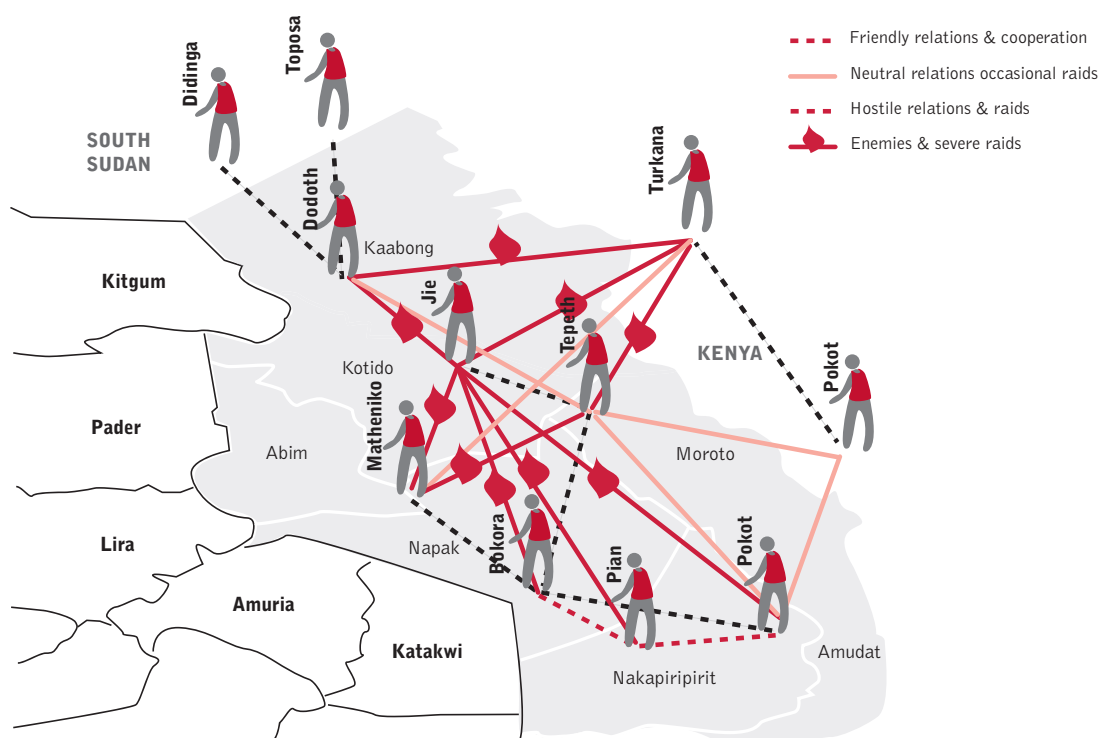 Friendly relations & cooperation
Neutral relations occasional raids
Hostile relations & raids
Enemies & severe raids
Toposa
Didinga
SOUTH
SUDAN
Turkana
Dodoth
Kaabong
Kitgum
Jie
Tepeth
KENYA
Pokot
Kotido
Matheniko
Pader
Abim
Moroto
Lira
Napak
Bokora
Pian
Pokot
Amuria
Katakwi
Amudat
Nakapiripirit